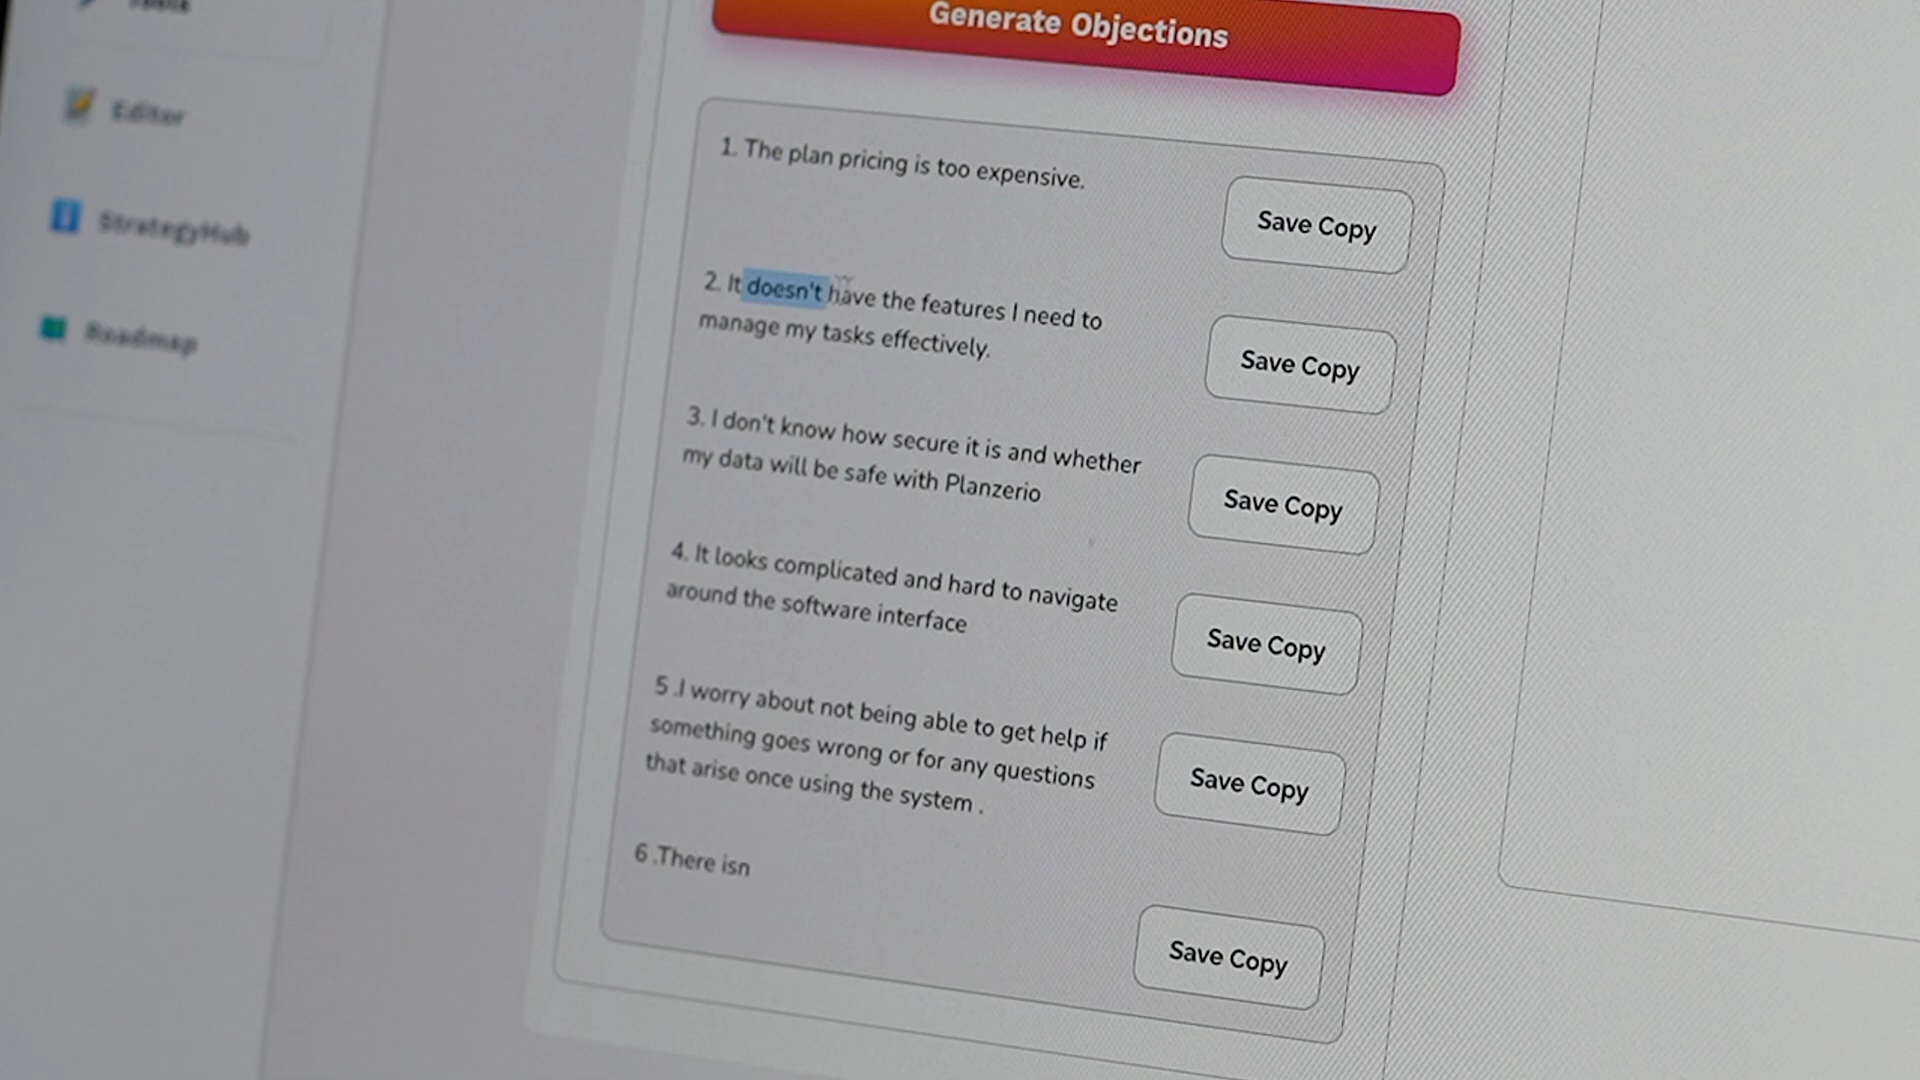 Tools
Editor
StrategyHub
Roadmap
Generate Objections
1. The plan pricing is too expensive.
Save Copy
2. It doesn't have the features I need to
manage my tasks effectively.
Save Copy
3. I don't know how secure it is and whether
my data will be safe with Planzerio
Save Copy
4. It looks complicated and hard to navigate
around the software interface
Save Copy
5 .I worry about not being able to get help if
something goes wrong or for any questions
that arise once using the system .
Save Copy
6 .There isn
Save Copy